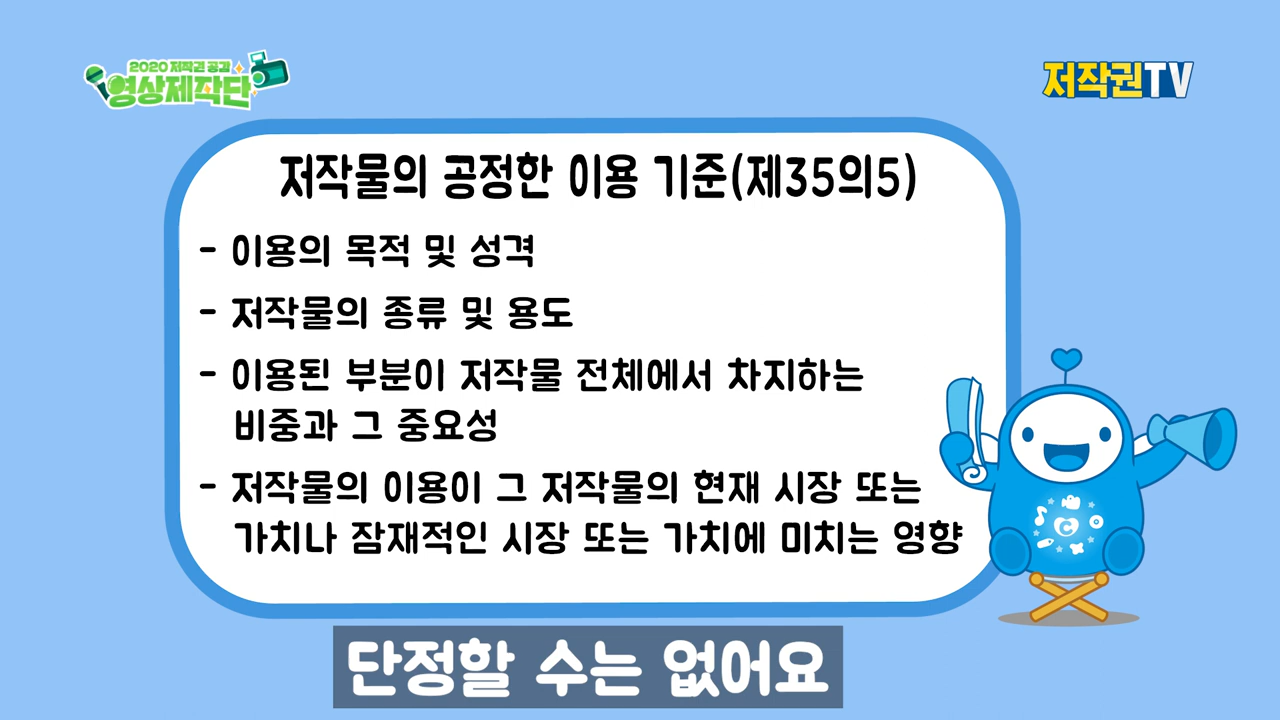 2020 저작권 공감
영상제작단
저작권TV
저작물의 공정한 이용 기준(제35의5)
- 이용의 목적 및 성격
- 저작물의 종류 및 용도
- 이용된 부분이 저작물 전체에서 차지하는
비중과 그 중요성
- 저작물의 이용이 그 저작물의 현재 시장 또는
가치나 잠재적인 시장 또는 가치에 미치는 영향
단정할 수는 없어요